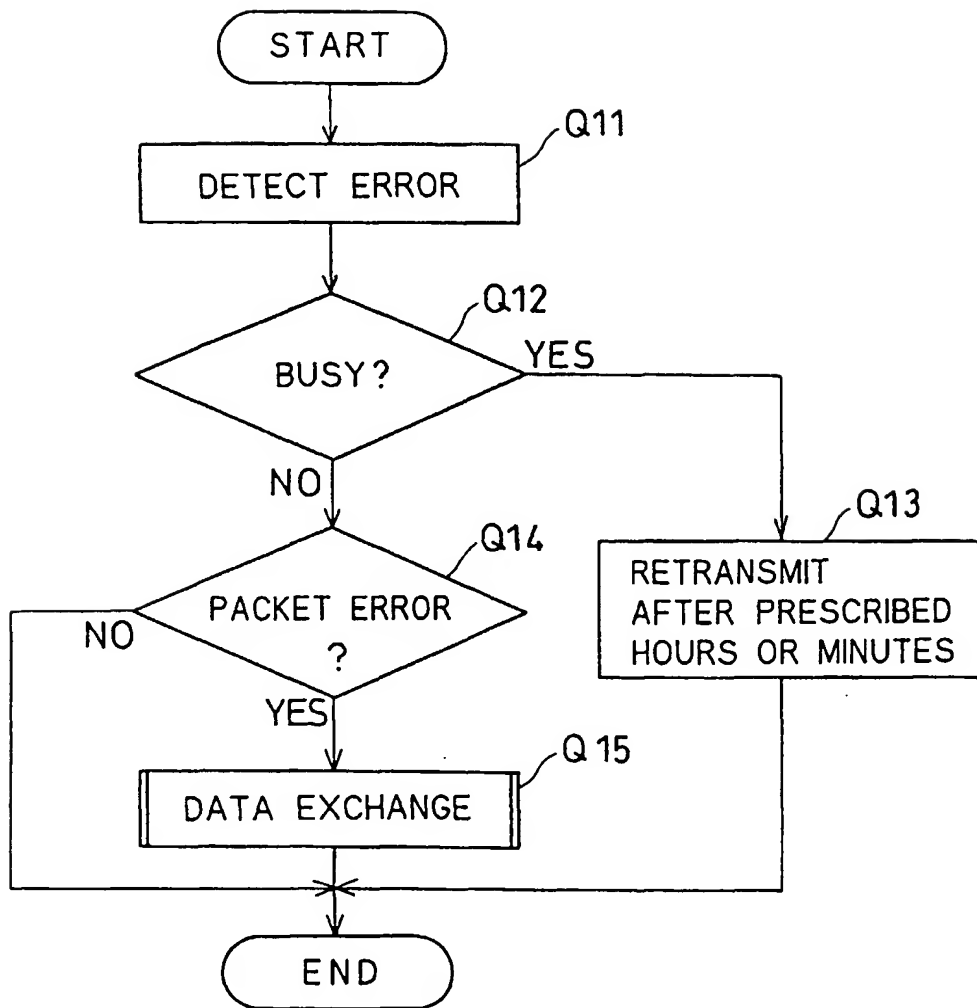 START
Q11
DETECT ERROR
Q12
BUSY?
YES
NO
Q13
RETRANSMIT
AFTER PRESCRIBED
HOURS OR MINUTES
Q14
PACKET ERROR
?
NO
YES
Q15
DATA EXCHANGE
END